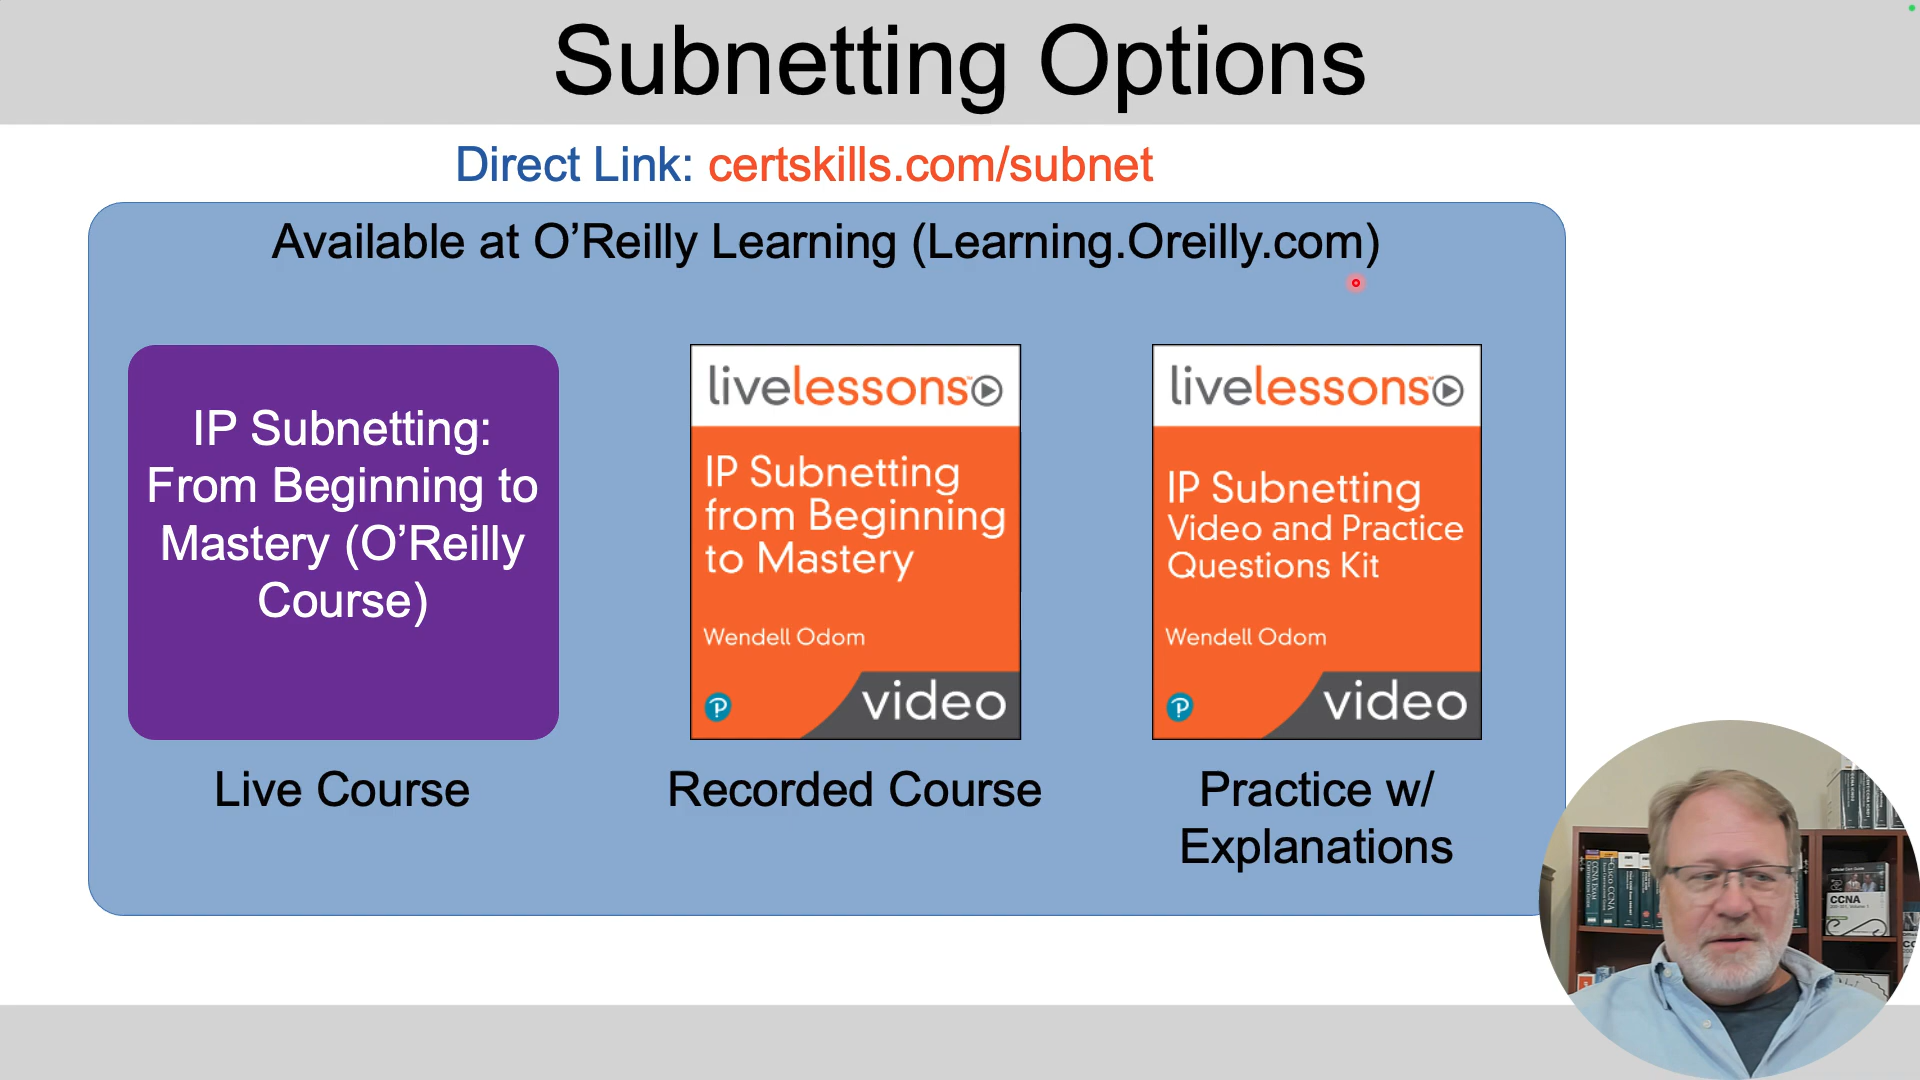 Subnetting Options
Direct Link: certskills.com/subnet
Available at O’Reilly Learning (Learning.Oreilly.com)
IP Subnetting:
From Beginning to
Mastery (O’Reilly
Course)
Live Course
livelessons™
IP Subnetting
from Beginning
to Mastery
Wendell Odom
P
video
Recorded Course
livelessons™
IP Subnetting
Video and Practice
Questions Kit
Wendell Odom
P
video
Practice w/
Explanations
CCNA